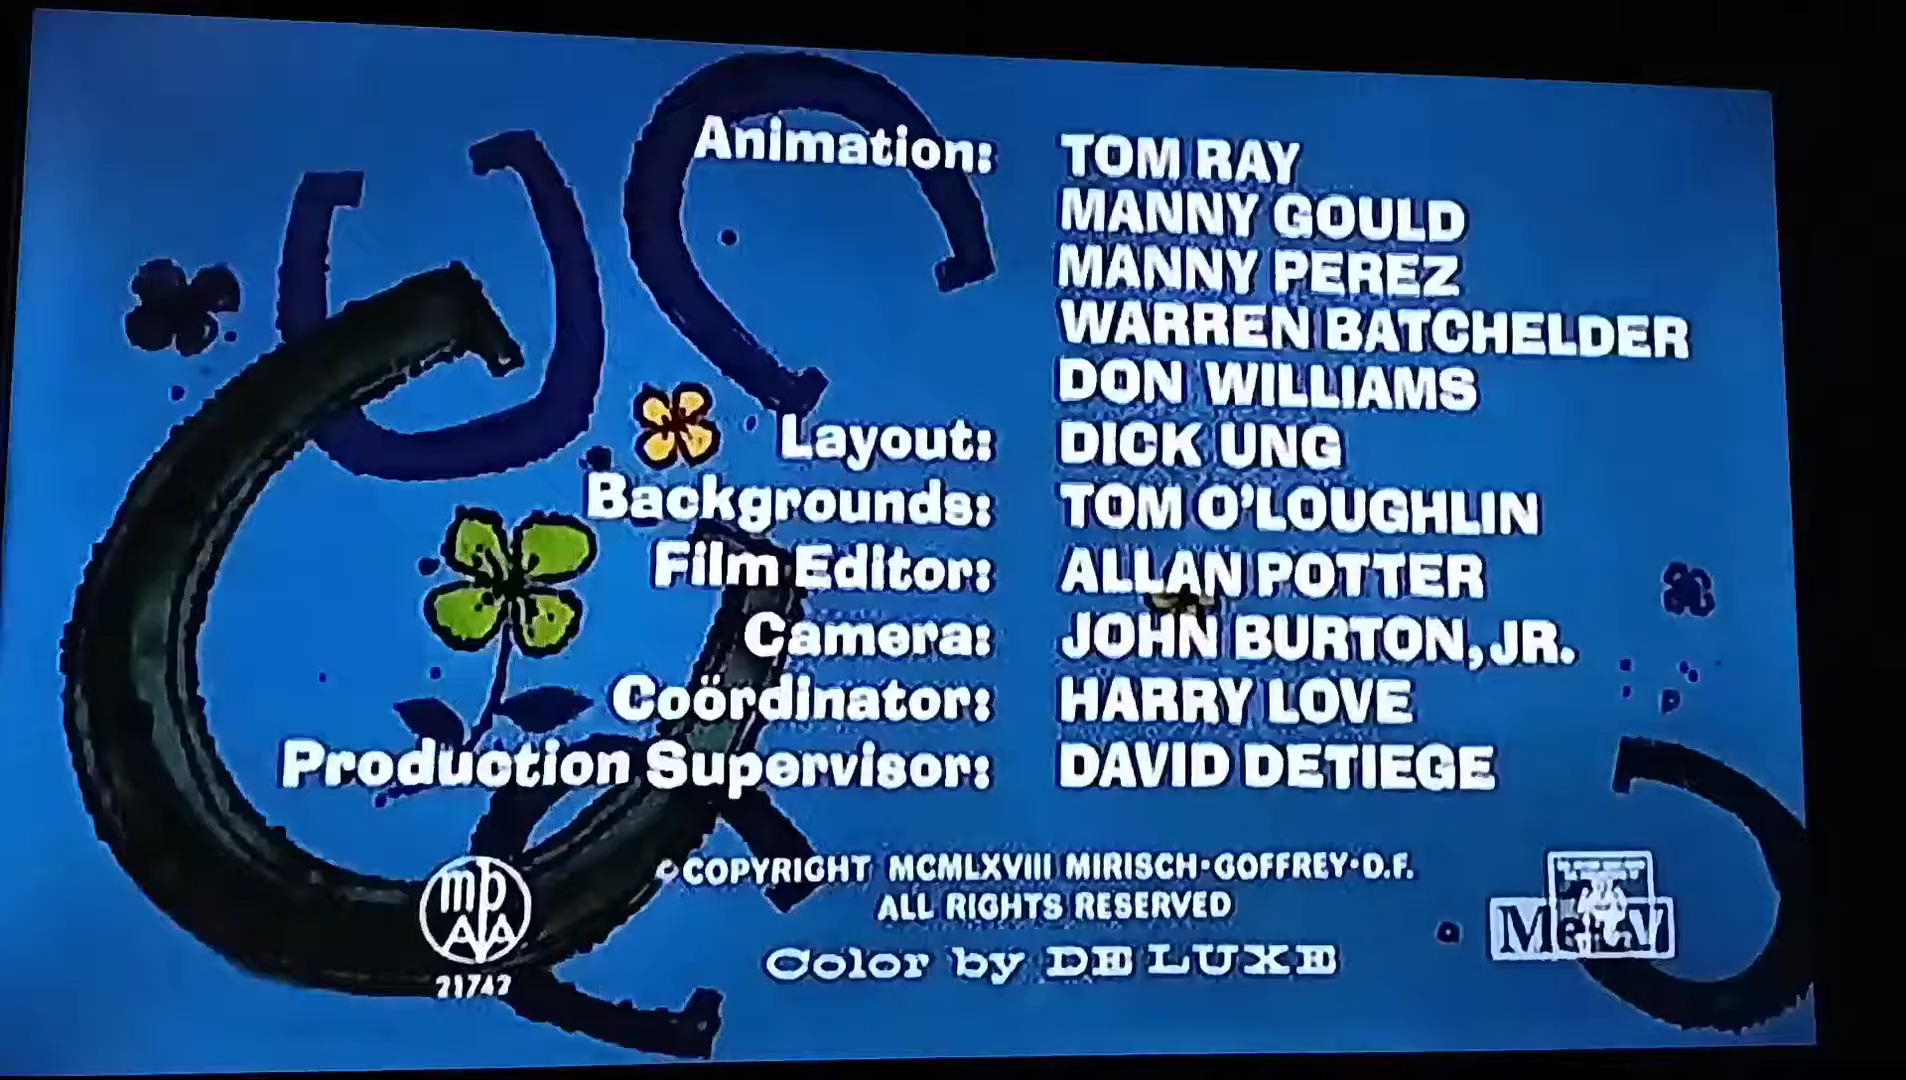 Animation: TOM RAY
MANNY GOULD
MANNY PEREZ
WARREN BATCHELDER
DON WILLIAMS
Layout: DICK UNG
Backgrounds: TOM O'LOUGHLIN
Film Editor: ALLAN POTTER
Camera: JOHN BURTON, JR.
Coördinator: HARRY LOVE
Production Supervisor: DAVID DETIEGE
©COPYRIGHT MCMLXVIII MIRISCH·GOFFREY·D.F.
ALL RIGHTS RESERVED
Color by DE LUXE
mp
AA
21742